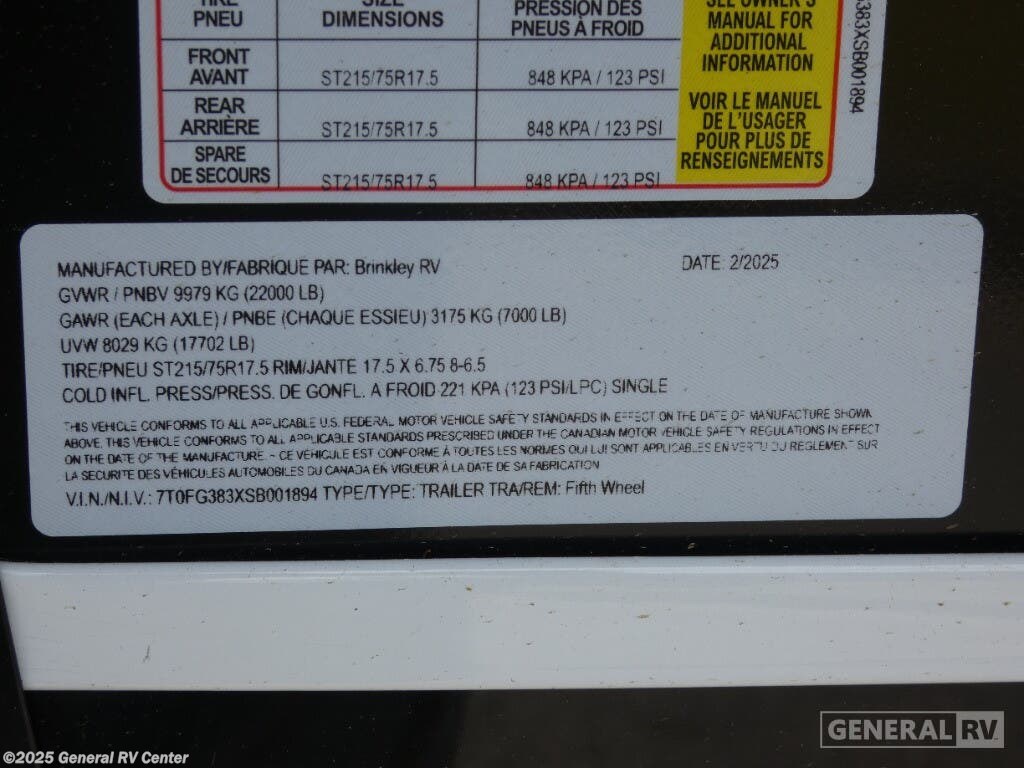 TIRE
PNEU
SIZE
DIMENSIONS
PRESSION DES
PNEUS À FROID
SEE OWNER'S
MANUAL FOR
ADDITIONAL
INFORMATION
VOIR LE MANUEL
DE L'USAGER
POUR PLUS DE
RENSEIGNEMENTS
383XSB001894
FRONT
AVANT
ST215/75R17.5
848 KPA / 123 PSI
REAR
ARRIÈRE
ST215/75R17.5
848 KPA / 123 PSI
SPARE
DE SECOURS
ST215/75R17.5
848 KPA / 123 PSI
MANUFACTURED BY/FABRIQUE PAR: Brinkley RV
DATE: 2/2025
GVWR / PNBV 9979 KG (22000 LB)
GAWR (EACH AXLE) / PNBE (CHAQUE ESSIEU) 3175 KG (7000 LB)
UVW 8029 KG (17702 LB)
TIRE/PNEU ST215/75R17.5 RIM/JANTE 17.5 X 6.75 8-6.5
COLD INFL. PRESS/PRESS. DE GONFL. A FROID 221 KPA (123 PSI/LPC) SINGLE
THIS VEHICLE CONFORMS TO ALL APPLICABLE U.S. FEDERAL MOTOR VEHICLE SAFETY STANDARDS IN EFFECT ON THE DATE OF MANUFACTURE SHOWN
ABOVE. THIS VEHICLE CONFORMS TO ALL APPLICABLE STANDARDS PRESCRISED UNDER THE CANADIAN MOTOR VEHICLE SAFETY REGULATIONS IN EFFECT
ON THE DATE OF THE MANUFACTURE. - CE VÉHICULE EST CONFORME À TOUTES LES NORMES QUI LUI SONT APPLICABLES EN VERTU DU RÈGLEMENT SUR
LA SECURITE DES VÉHICULES AUTOMOBILES DU CANADA EN VIGUEUR À LA DATE DE SA FABRICATION
V.I.N./N.I.V.: 7T0FG383XSB001894 TYPE/TYPE: TRAILER TRA/REM: Fifth Wheel
GENERAL RV
©2025 General RV Center